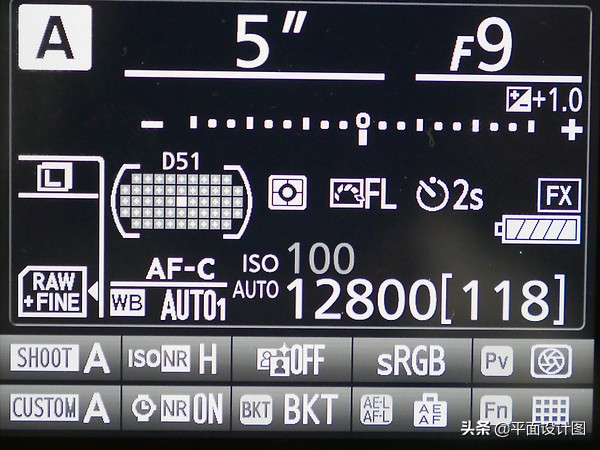 A 5" F9
+1.0
- +
D51
L FL 2s FX
AF-C ISO 100
RAW +FINE WB AUTO1 AUTO 12800[118]
SHOOT A ISO NR H OFF sRGB Pv
CUSTOM A NR ON BKT BKT AE-L AF-L AE AF Fn
头条 @平面设计图